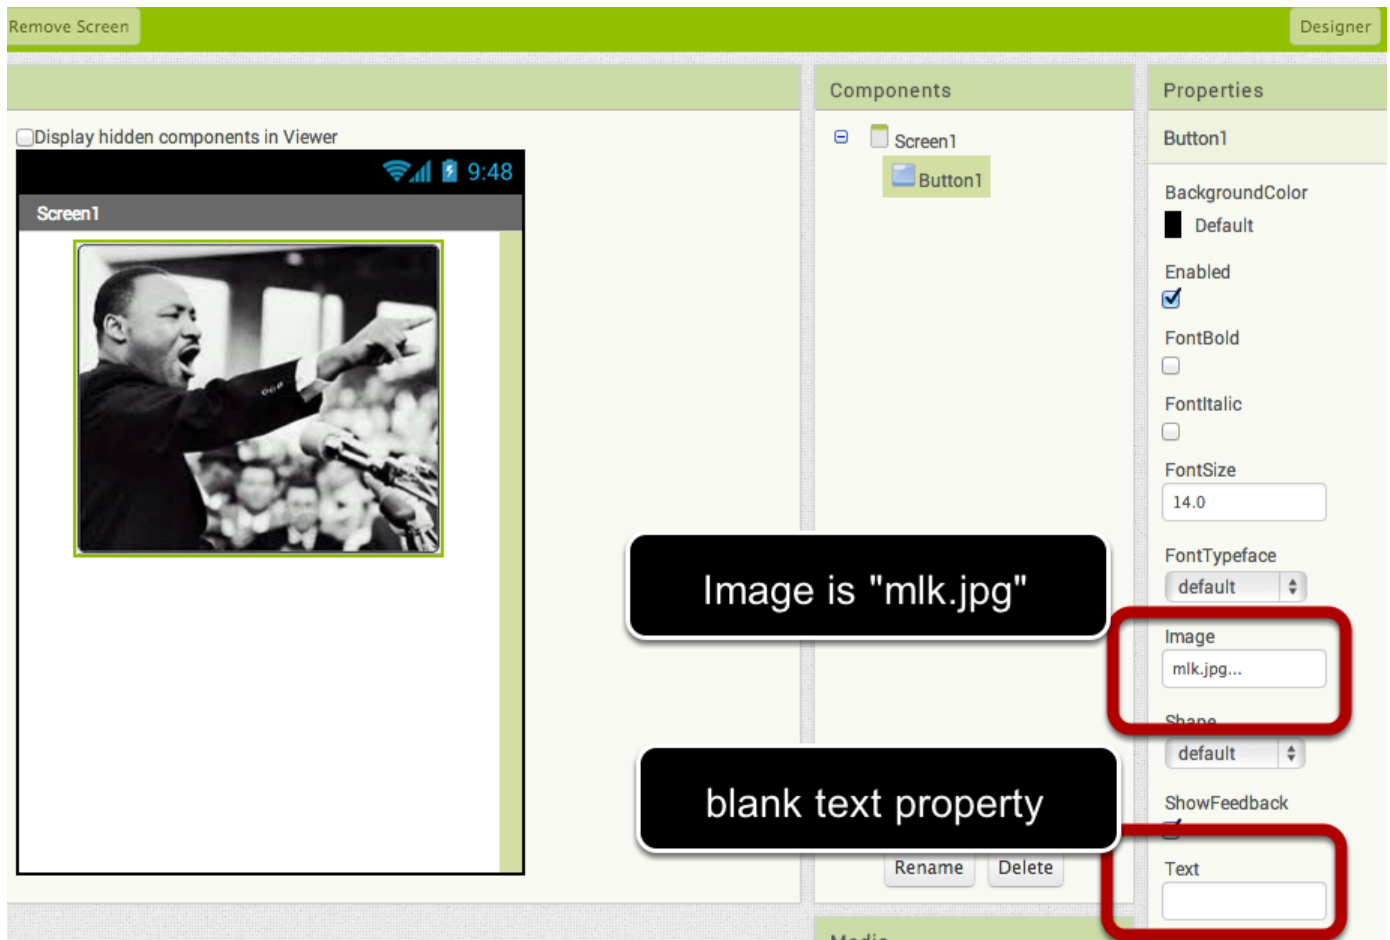 Remove Screen
Designer
Components
Properties
Display hidden components in Viewer
Screen1
Button1
Button1
9:48
Screen1
BackgroundColor
Default
Enabled
FontBold
FontItalic
FontSize
14.0
FontTypeface
default
Image is "mlk.jpg"
Image
mlk.jpg...
Shape
default
blank text property
ShowFeedback
Rename
Delete
Text
Media